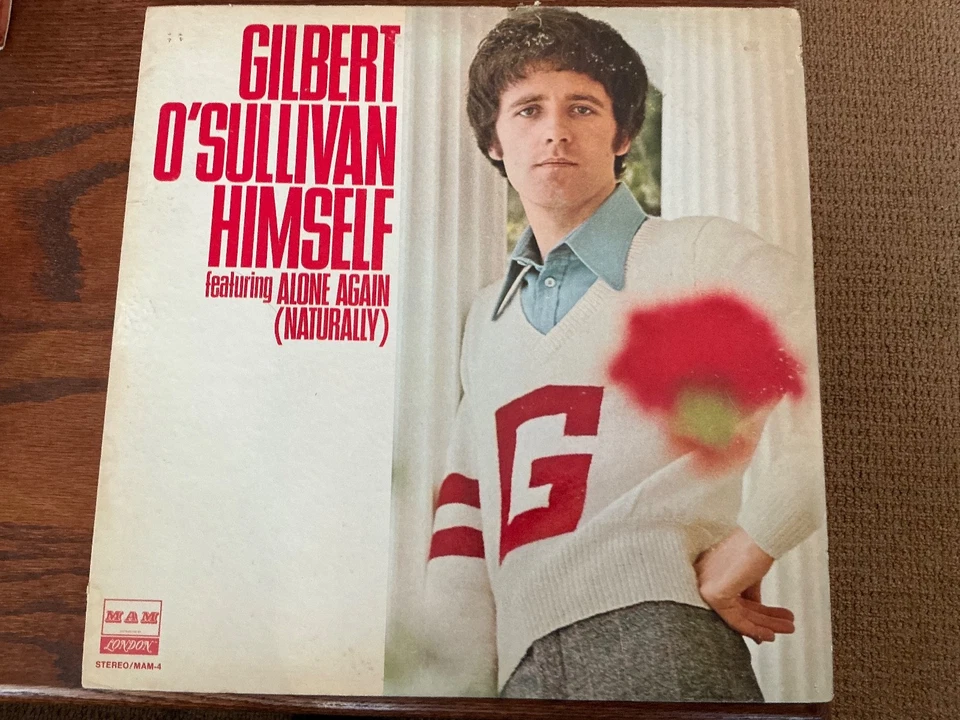 GILBERT
O'SULLIVAN
HIMSELF
featuring ALONE AGAIN
(NATURALLY)
G
MAM
LONDON
STEREO/MAM-4